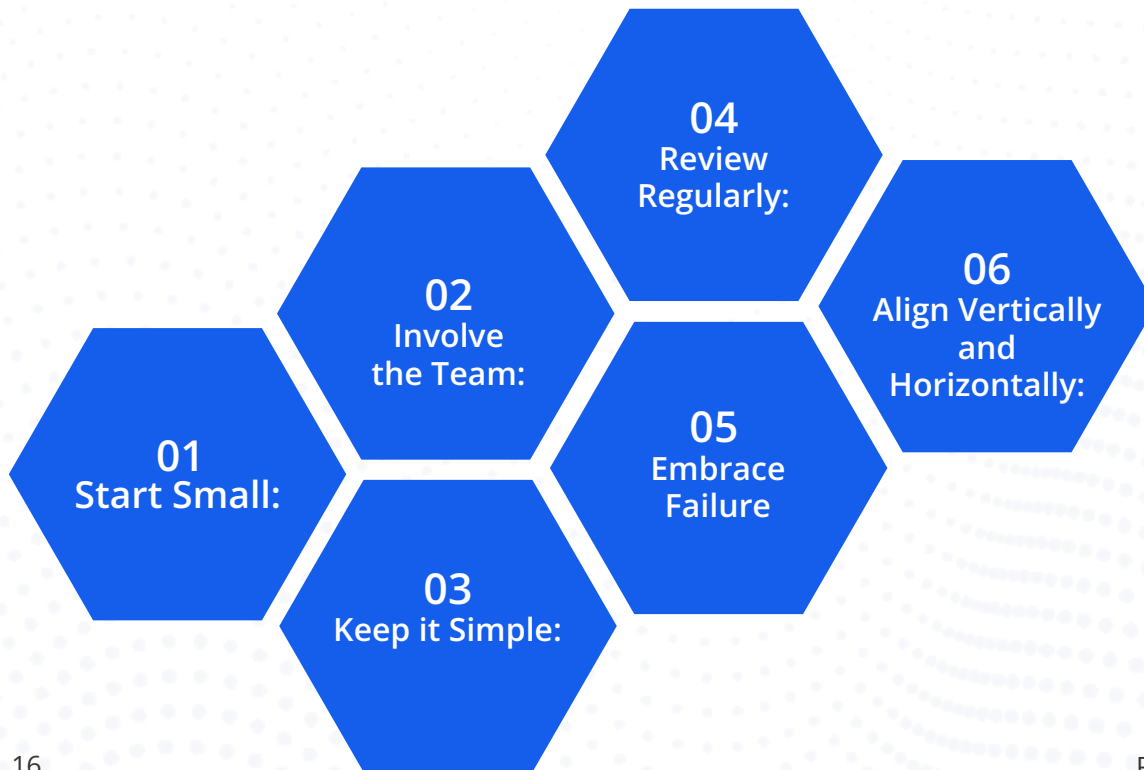 01
Start Small:
02
Involve
the Team:
03
Keep it Simple:
04
Review
Regularly:
05
Embrace
Failure
06
Align Vertically
and
Horizontally:
16